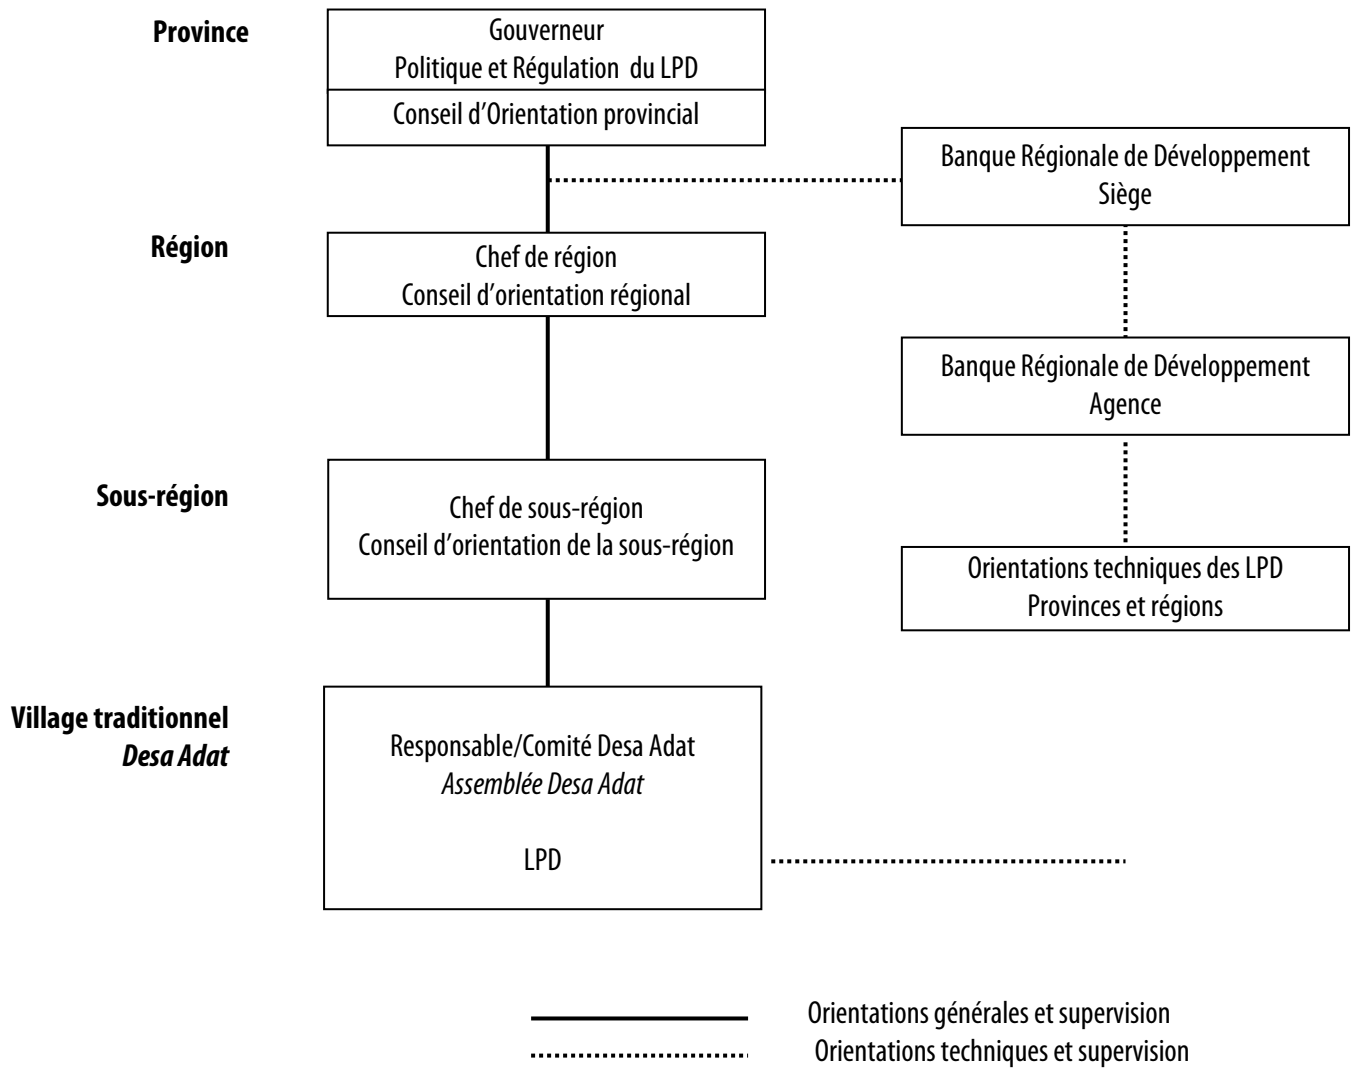 Province
Gouverneur
Politique et Régulation du LPD
Conseil d’Orientation provincial
Banque Régionale de Développement
Siège
Région
Chef de région
Conseil d’orientation régional
Banque Régionale de Développement
Agence
Sous-région
Chef de sous-région
Conseil d’orientation de la sous-région
Orientations techniques des LPD
Provinces et régions
Village traditionnel
Desa Adat
Responsable/Comité Desa Adat
Assemblée Desa Adat
LPD
Orientations générales et supervision
Orientations techniques et supervision